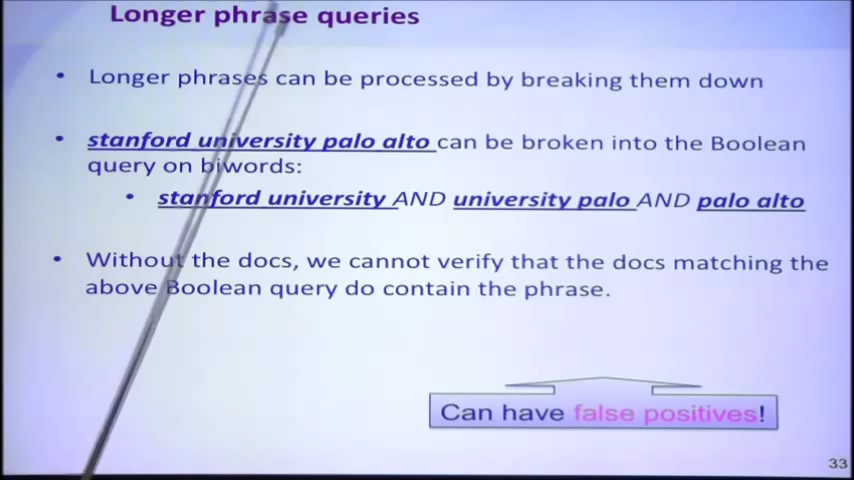 Longer phrase queries
• Longer phrases can be processed by breaking them down
• stanford university palo alto can be broken into the Boolean
query on biwords:
• stanford university AND university palo AND palo alto
• Without the docs, we cannot verify that the docs matching the
above Boolean query do contain the phrase.
Can have false positives!
33